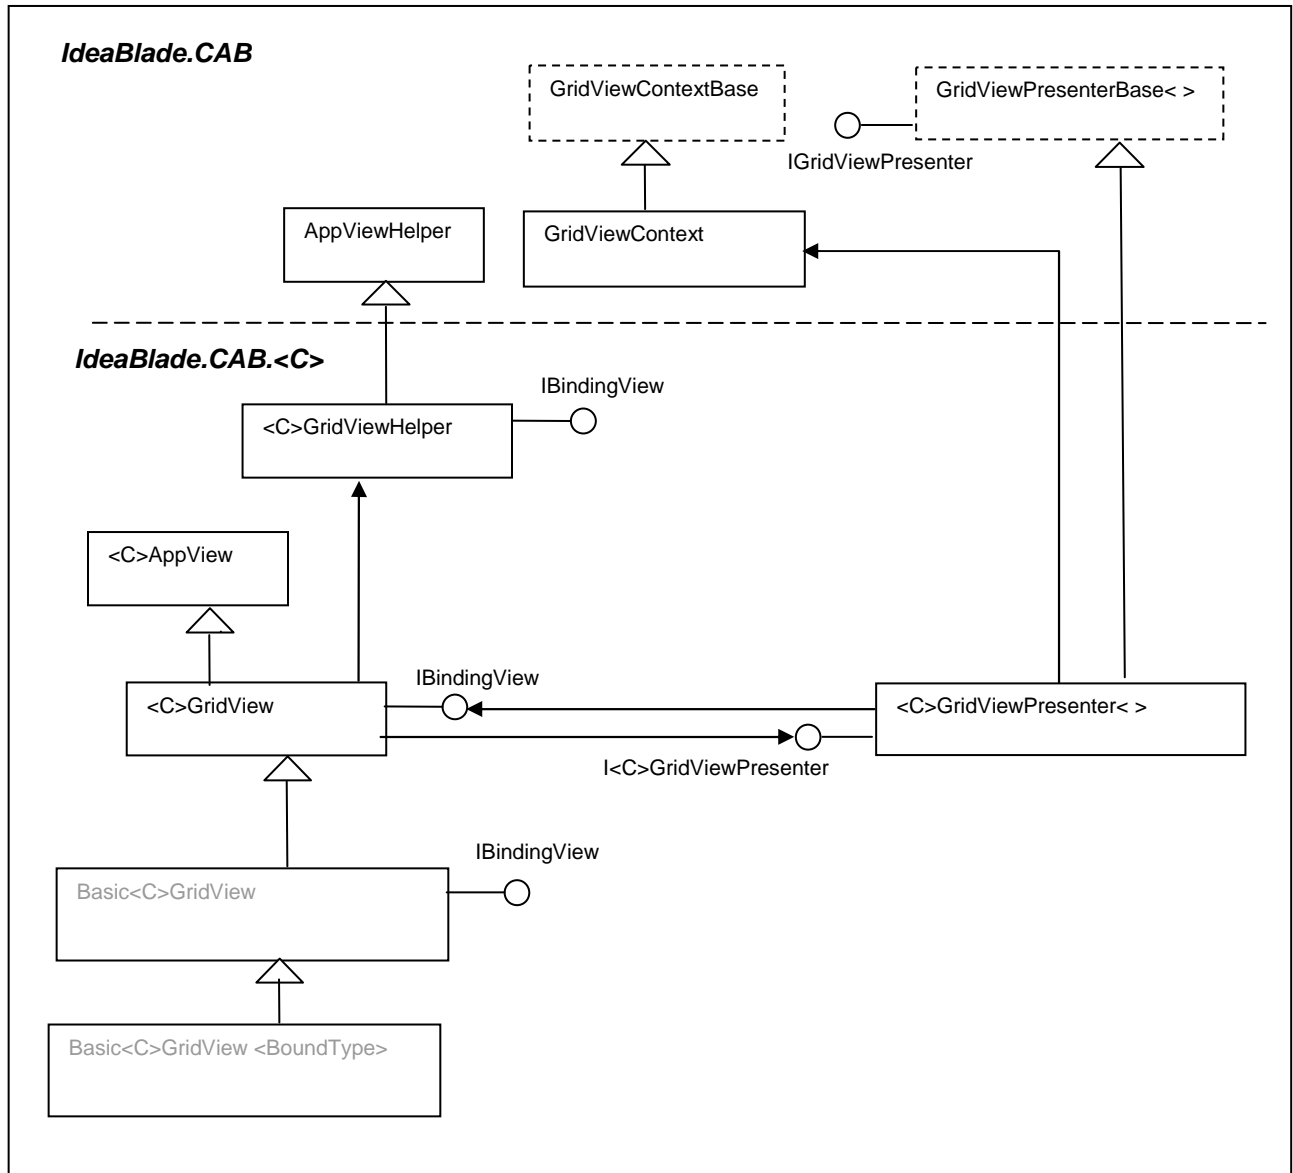 IdeaBlade.CAB
GridViewContextBase
GridViewPresenterBase< >
IGridViewPresenter
AppViewHelper
GridViewContext
IdeaBlade.CAB.<C>
IBindingView
<C>GridViewHelper
<C>AppView
IBindingView
<C>GridView
<C>GridViewPresenter< >
I<C>GridViewPresenter
IBindingView
Basic<C>GridView
Basic<C>GridView <BoundType>